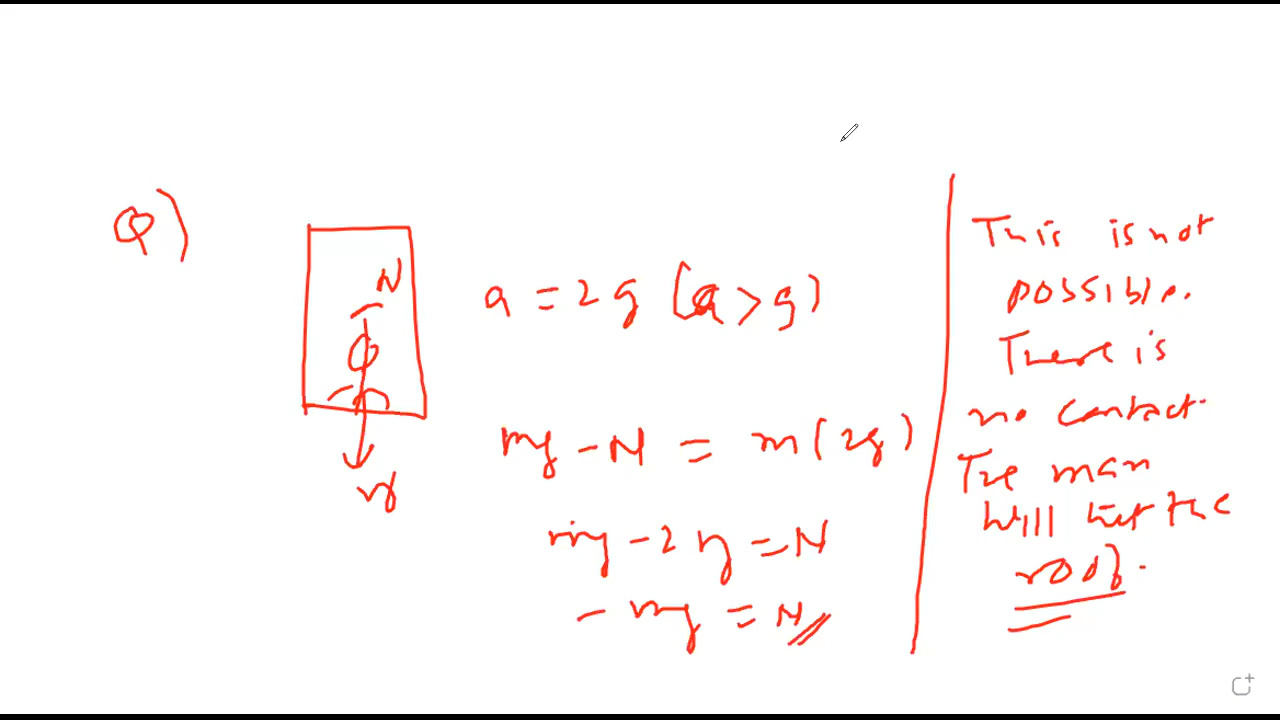 Q)
N
mg
a = 2g (a > g)
mg - N = m(2g)
mg - 2mg = N
- mg = N
This is not
possible.
There is
no contact.
The man
will hit the
roof.